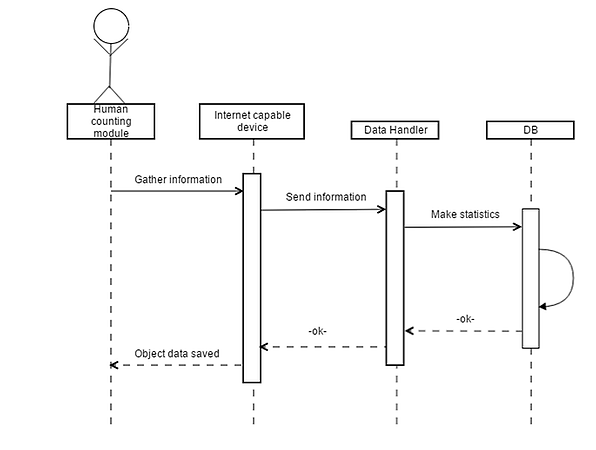 Human
counting
module
Internet capable
device
Data Handler
DB
Gather information
Send information
Make statistics
-ok-
-ok-
Object data saved